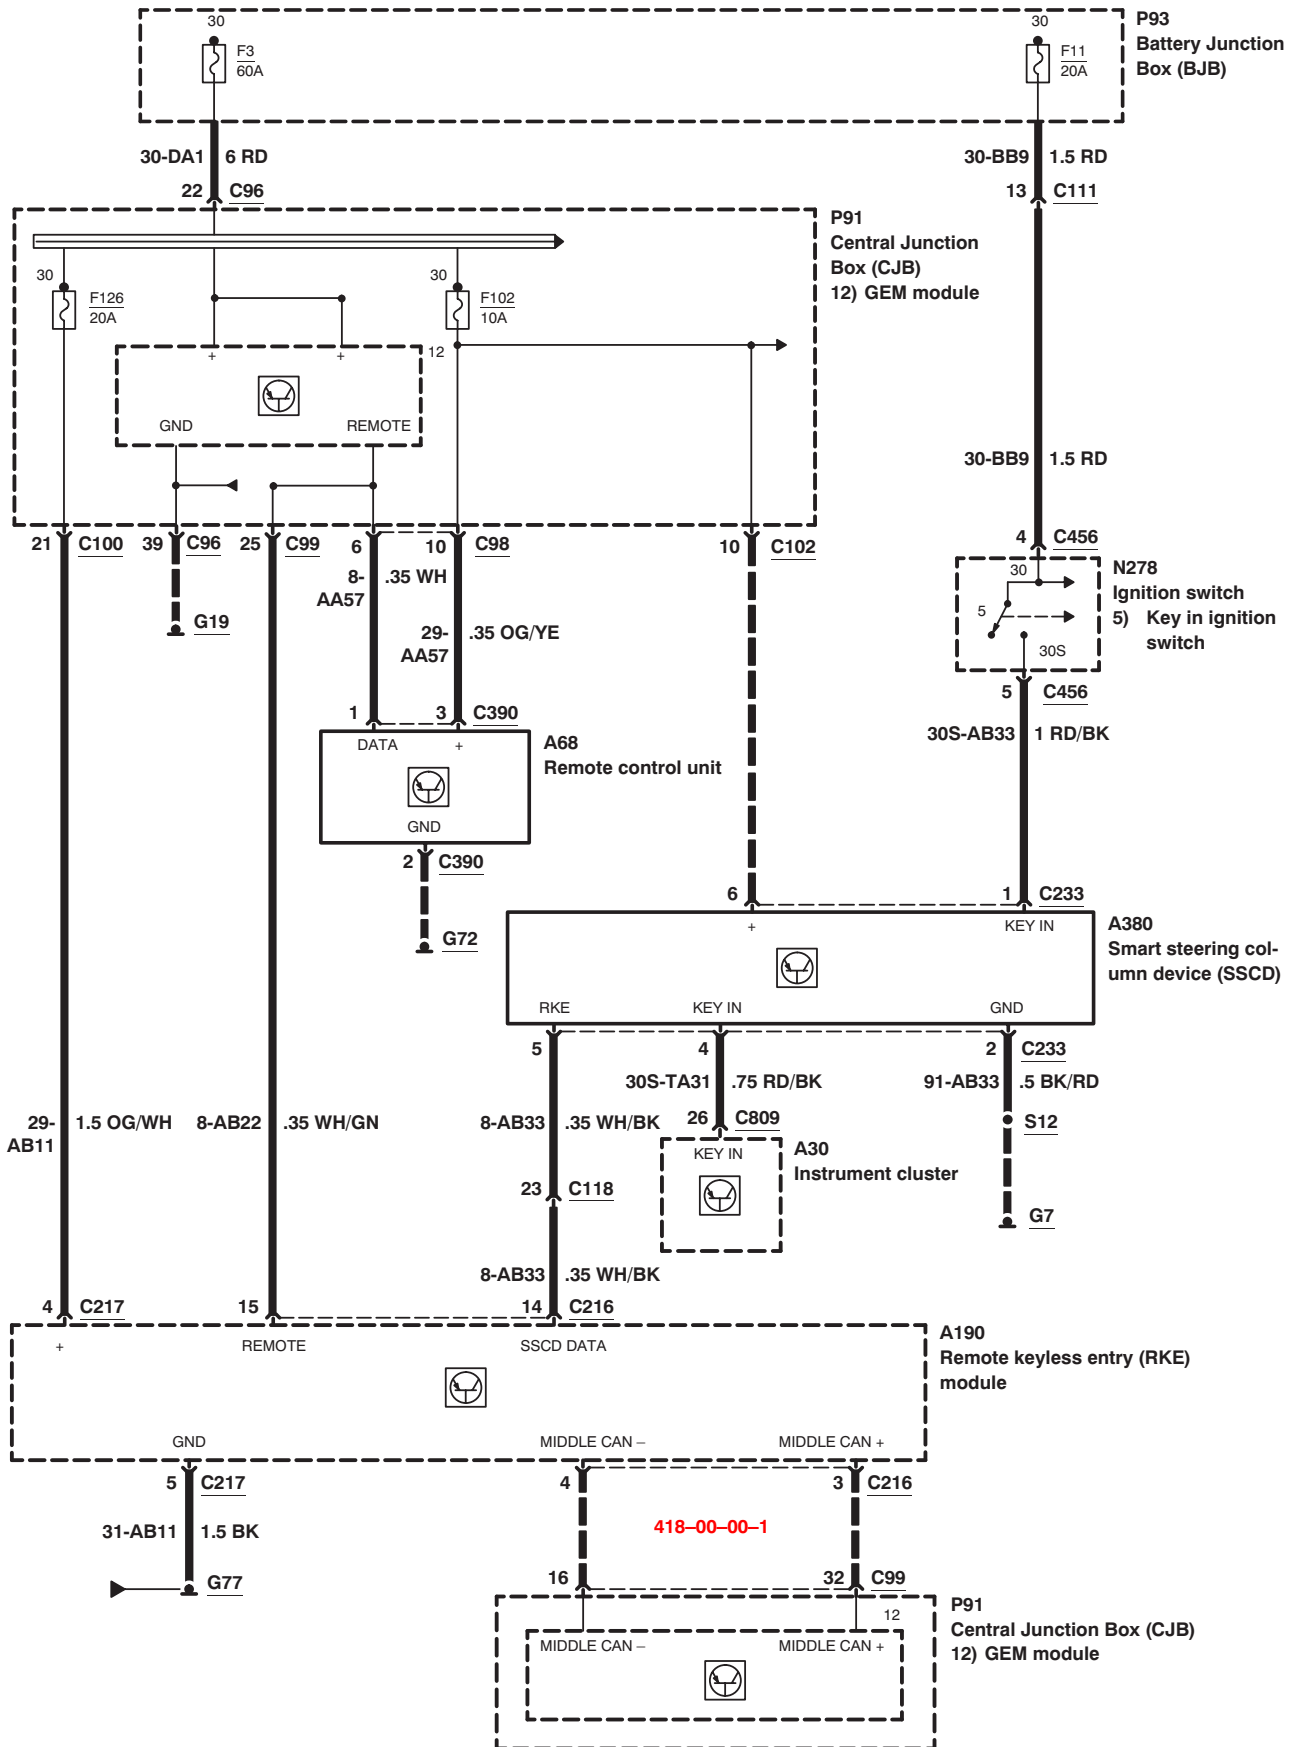 30
F3
60A
30
F11
20A
P93
Battery Junction
Box (BJB)
30-DA1 6 RD
30-BB9 1.5 RD
22 C96
13 C111
P91
Central Junction
Box (CJB)
12) GEM module
30
F126
20A
30
F102
10A
+ +
12
GND REMOTE
30-BB9 1.5 RD
21 C100
39 C96
25 C99
6
10 C98
10 C102
4 C456
8-
AA57
.35 WH
29-
AA57
.35 OG/YE
G19
30
5
30S
N278
Ignition switch
5) Key in ignition
switch
5 C456
30S-AB33 1 RD/BK
1
3 C390
DATA +
GND
A68
Remote control unit
2 C390
G72
6
1 C233
+ KEY IN
RKE KEY IN GND
A380
Smart steering col-
umn device (SSCD)
5
4
2 C233
30S-TA31 .75 RD/BK
91-AB33 .5 BK/RD
29-
AB11
1.5 OG/WH
8-AB22 .35 WH/GN
8-AB33 .35 WH/BK
26 C809
KEY IN
A30
Instrument cluster
S12
23 C118
G7
8-AB33 .35 WH/BK
4 C217
15
14 C216
+ REMOTE SSCD DATA
GND MIDDLE CAN – MIDDLE CAN +
A190
Remote keyless entry (RKE)
module
5 C217
4
3 C216
31-AB11 1.5 BK
418–00–00–1
G77
16
32 C99
12
MIDDLE CAN – MIDDLE CAN +
P91
Central Junction Box (CJB)
12) GEM module